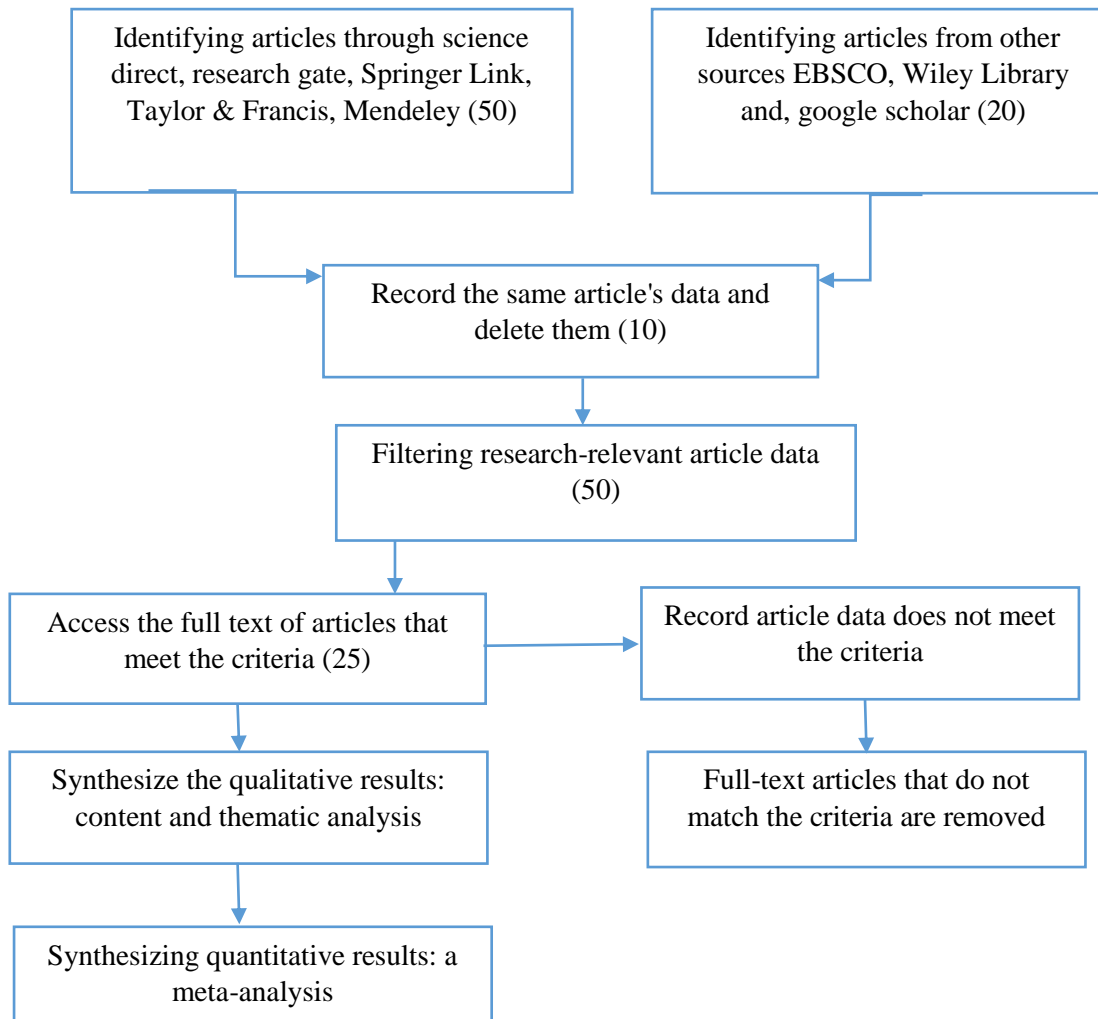 Identifying articles through science
direct, research gate, Springer Link,
Taylor & Francis, Mendeley (50)
Identifying articles from other
sources EBSCO, Wiley Library
and, google scholar (20)
Record the same article's data and
delete them (10)
Filtering research-relevant article data
(50)
Access the full text of articles that
meet the criteria (25)
Record article data does not meet
the criteria
Synthesize the qualitative results:
content and thematic analysis
Full-text articles that do not
match the criteria are removed
Synthesizing quantitative results: a
meta-analysis